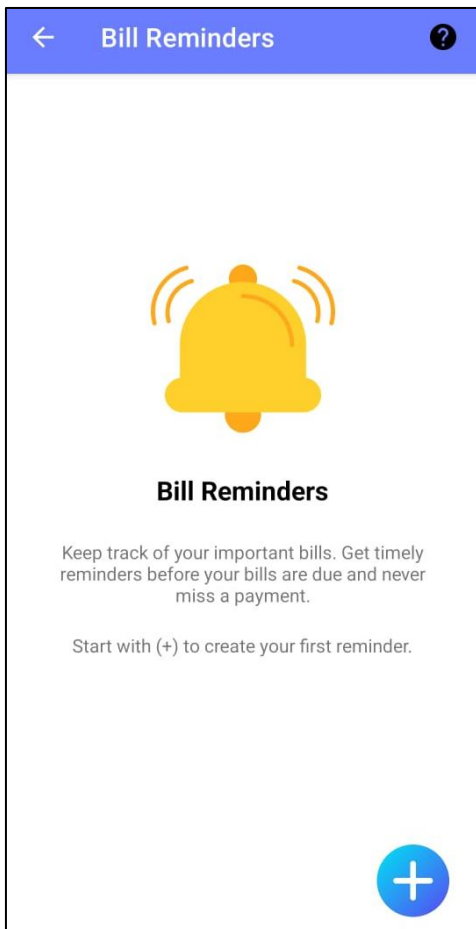 Bill Reminders
?
Bill Reminders
Keep track of your important bills. Get timely
reminders before your bills are due and never
miss a payment.
Start with (+) to create your first reminder.